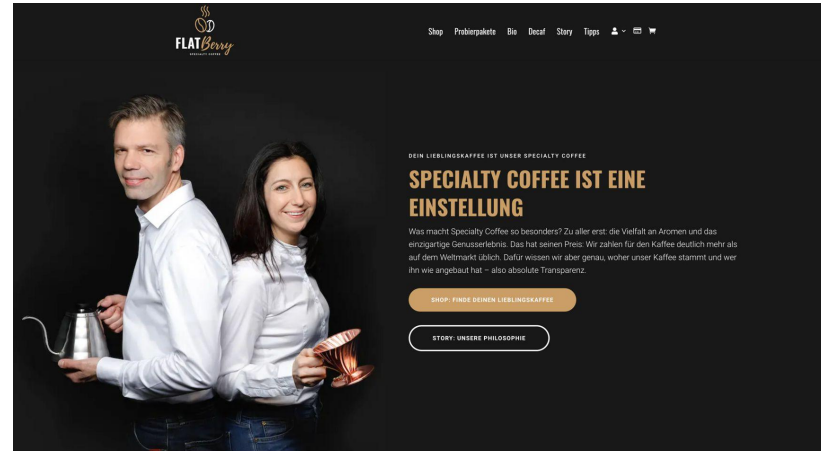 FLATBerry
SPECIALTY COFFEE
Shop Probierpakete Bio Decaf Story Tipps
DEIN LIEBLINGSKAFFEE IST UNSER SPECIALTY COFFEE
SPECIALTY COFFEE IST EINE
EINSTELLUNG
Was macht Specialty Coffee so besonders? Zu aller erst: die Vielfalt an Aromen und das
einzigartige Genusserlebnis. Das hat seinen Preis: Wir zahlen für den Kaffee deutlich mehr als
auf dem Weltmarkt üblich. Dafür wissen wir aber genau, woher unser Kaffee stammt und wer
ihn wie angebaut hat – also absolute Transparenz.
SHOP: FINDE DEINEN LIEBLINGSKAFFEE
STORY: UNSERE PHILOSOPHIE